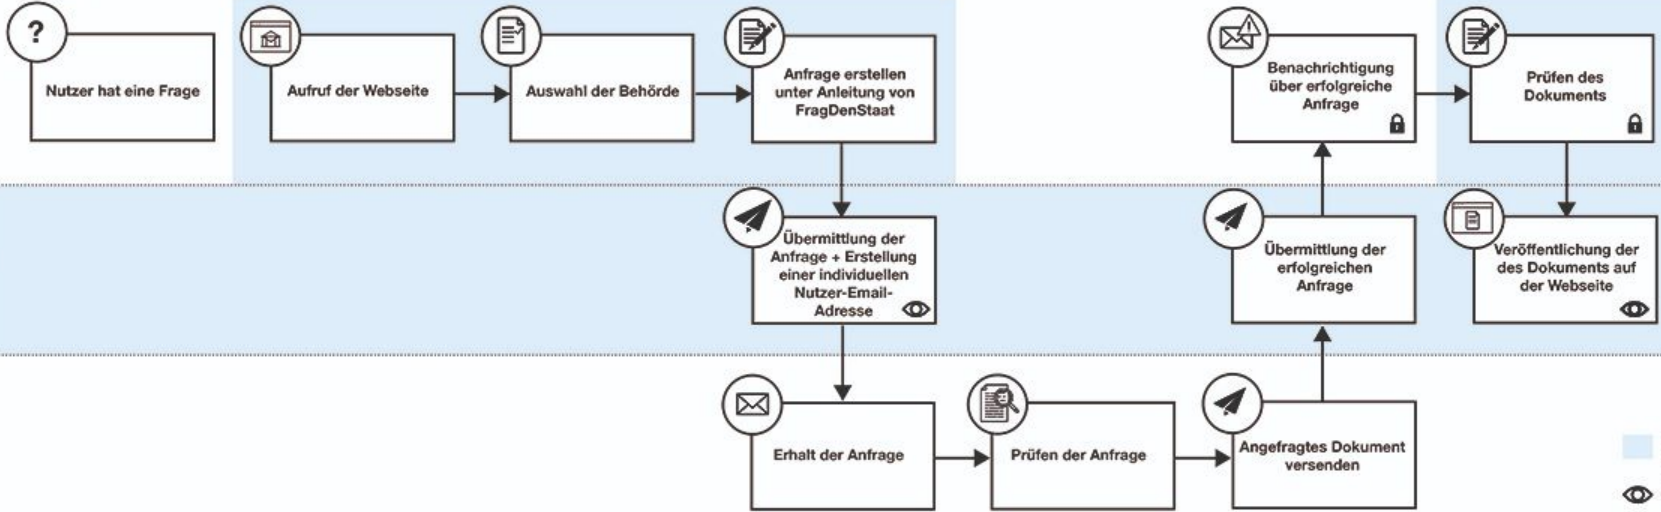 ?
Nutzer hat eine Frage
Aufruf der Webseite
Auswahl der Behörde
Anfrage erstellen
unter Anleitung von
FragDenStaat
Benachrichtigung
über erfolgreiche
Anfrage
Prüfen des
Dokuments
Übermittlung der
Anfrage + Erstellung
einer individuellen
Nutzer-Email-
Adresse
Übermittlung der
erfolgreichen
Anfrage
Veröffentlichung der
des Dokuments auf
der Webseite
Erhalt der Anfrage
Prüfen der Anfrage
Angefragtes Dokument
versenden